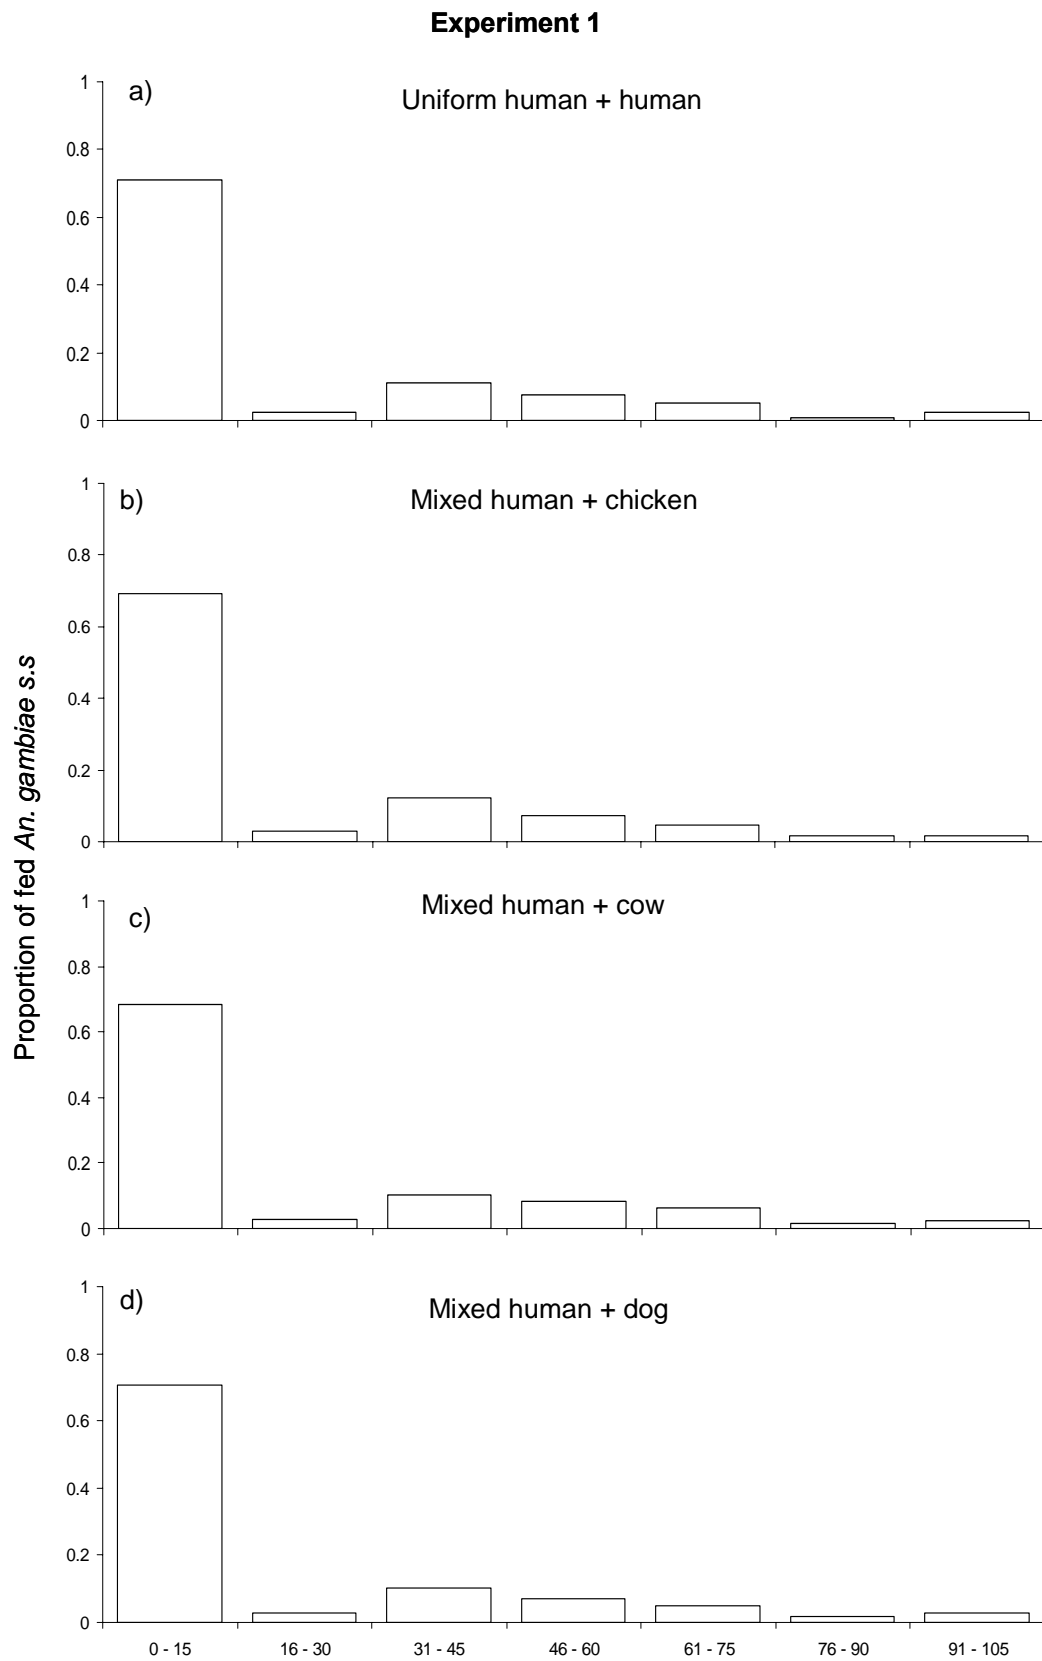 Experiment 1
Proportion of fed An. gambiae s.s
a)
Uniform human + human
1
0.8
0.6
0.4
0.2
0
b)
Mixed human + chicken
1
0.8
0.6
0.4
0.2
0
c)
Mixed human + cow
1
0.8
0.6
0.4
0.2
0
d)
Mixed human + dog
1
0.8
0.6
0.4
0.2
0
0 - 15 16 - 30 31 - 45 46 - 60 61 - 75 76 - 90 91 - 105